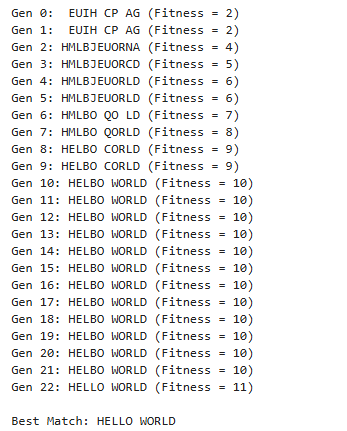 Gen 0:  EUIH CP AG (Fitness = 2)
Gen 1:  EUIH CP AG (Fitness = 2)
Gen 2: HMLBJEUORNA (Fitness = 4)
Gen 3: HMLBJEUORCD (Fitness = 5)
Gen 4: HMLBJEUORLD (Fitness = 6)
Gen 5: HMLBJEUORLD (Fitness = 6)
Gen 6: HMLBO QO LD (Fitness = 7)
Gen 7: HMLBO QORLD (Fitness = 8)
Gen 8: HELBO CORLD (Fitness = 9)
Gen 9: HELBO CORLD (Fitness = 9)
Gen 10: HELBO WORLD (Fitness = 10)
Gen 11: HELBO WORLD (Fitness = 10)
Gen 12: HELBO WORLD (Fitness = 10)
Gen 13: HELBO WORLD (Fitness = 10)
Gen 14: HELBO WORLD (Fitness = 10)
Gen 15: HELBO WORLD (Fitness = 10)
Gen 16: HELBO WORLD (Fitness = 10)
Gen 17: HELBO WORLD (Fitness = 10)
Gen 18: HELBO WORLD (Fitness = 10)
Gen 19: HELBO WORLD (Fitness = 10)
Gen 20: HELBO WORLD (Fitness = 10)
Gen 21: HELBO WORLD (Fitness = 10)
Gen 22: HELLO WORLD (Fitness = 11)

Best Match: HELLO WORLD